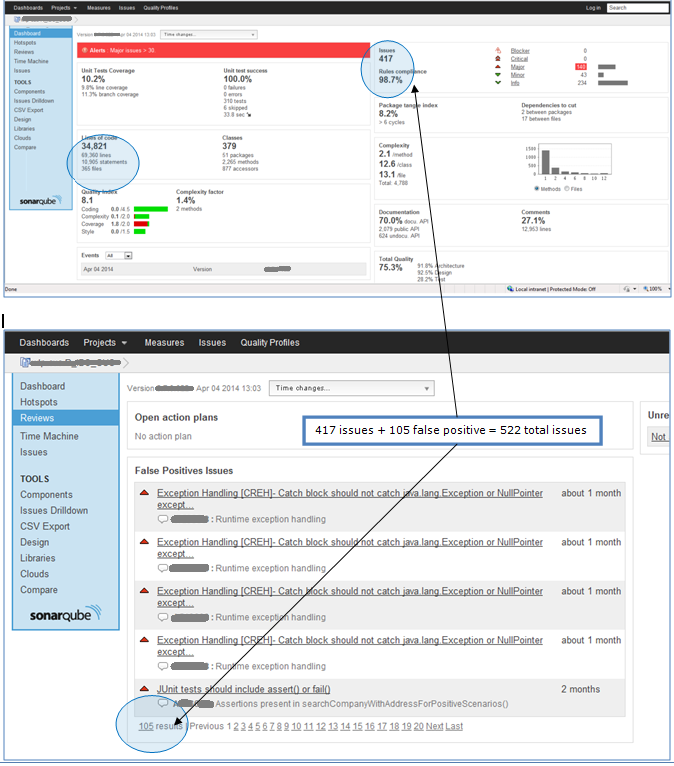 Dashboards Projects Measures Issues Quality Profiles Log in Search
Dashboard
Hotspots
Reviews
Time Machine
Issues
TOOLS
Components
Issues Drilldown
CSV Export
Design
Libraries
Clouds
Compare
sonarqube
Version Apr 04 2014 13:03 Time changes...
Alerts : Major issues > 30
Unit Tests Coverage
10.2%
9.8% line coverage
11.3% branch coverage
Unit test success
100.0%
0 failures
0 errors
310 tests
6 skipped
33.8 sec
Lines of code
34,821
69,360 lines
10,905 statements
365 files
Classes
379
51 packages
2,265 methods
877 accessors
Quality Index
8.1
Coding 0.0 /4.5
Complexity 0.1 /2.0
Coverage 1.8 /2.0
Style 0.0 /1.5
Complexity factor
1.4%
2 methods
Events All
Apr 04 2014 Version
Issues
417
Rules compliance
98.7%
Blocker 0
Critical 0
Major 140
Minor 43
Info 234
Package tangle index
8.2%
> 6 cycles
Dependencies to cut
2 between packages
17 between files
Complexity
2.1 /method
12.6 /class
13.1 /file
Total: 4,788
1500
1000
500
0
1 2 4 6 8 10 12
Methods Files
Documentation
70.0% docu. API
2,079 public API
624 undocu. API
Comments
27.1%
12,953 lines
Total Quality
75.3%
91.8% Architecture
92.5% Design
28.2% Test
Done Local intranet | Protected Mode: Off 100%
Dashboards Projects Measures Issues Quality Profiles
Dashboard
Hotspots
Reviews
Time Machine
Issues
TOOLS
Components
Issues Drilldown
CSV Export
Design
Libraries
Clouds
Compare
sonarqube
Version Apr 04 2014 13:03 Time changes...
Open action plans
No action plan
Unre
Not
417 issues + 105 false positive = 522 total issues
False Positives Issues
Exception Handling [CREH]- Catch block should not catch java.lang.Exception or NullPointer about 1 month
except...
: Runtime exception handling
Exception Handling [CREH]- Catch block should not catch java.lang.Exception or NullPointer about 1 month
except...
: Runtime exception handling
Exception Handling [CREH]- Catch block should not catch java.lang.Exception or NullPointer about 1 month
except...
: Runtime exception handling
Exception Handling [CREH]- Catch block should not catch java.lang.Exception or NullPointer about 1 month
except...
: Runtime exception handling
JUnit tests should include assert() or fail() 2 months
Assertions present in searchCompanyWithAddressForPositiveScenarios()
105 results | Previous 1 2 3 4 5 6 7 8 9 10 11 12 13 14 15 16 17 18 19 20 Next Last